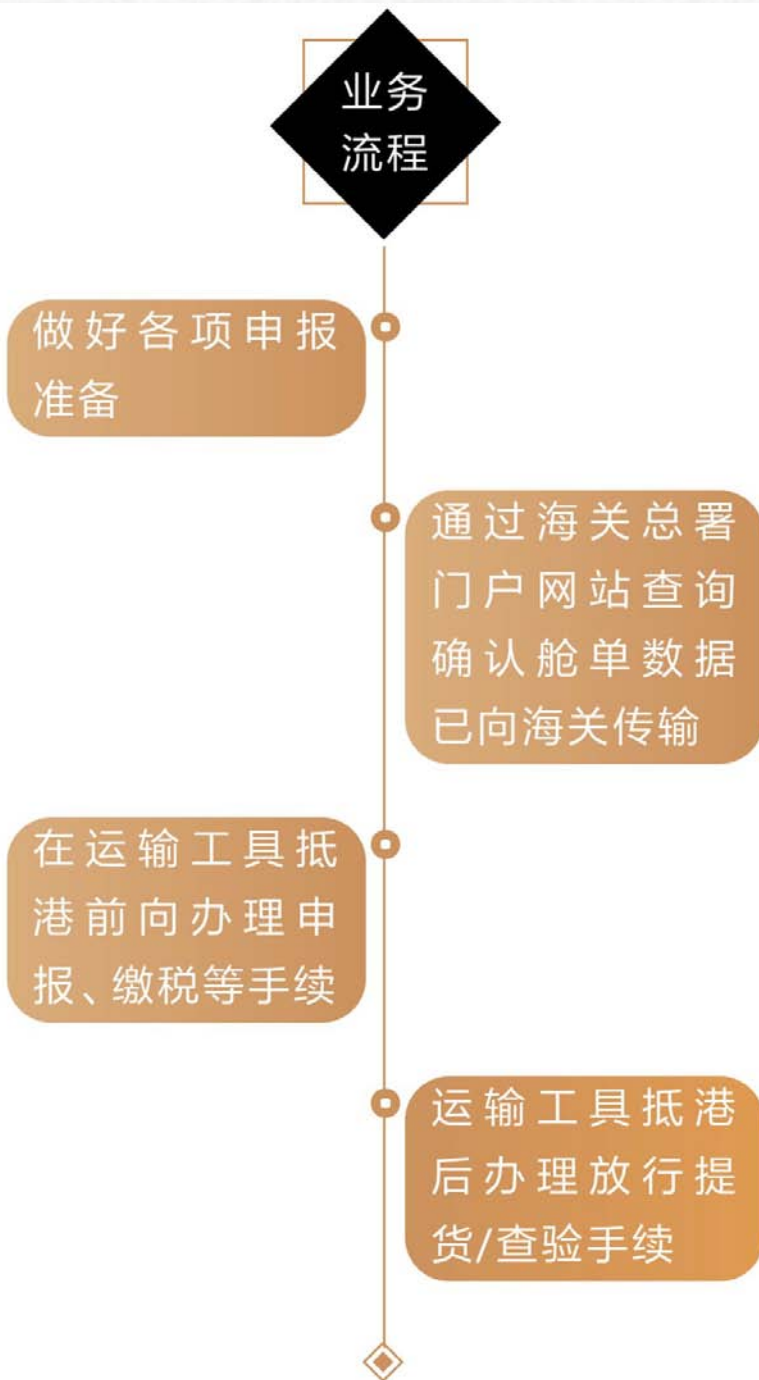 业务
流程
做好各项申报
准备
通过海关总署
门户网站查询
确认舱单数据
已向海关传输
在运输工具抵
港前向办理申
报、缴税等手续
运输工具抵港
后办理放行提
货/查验手续